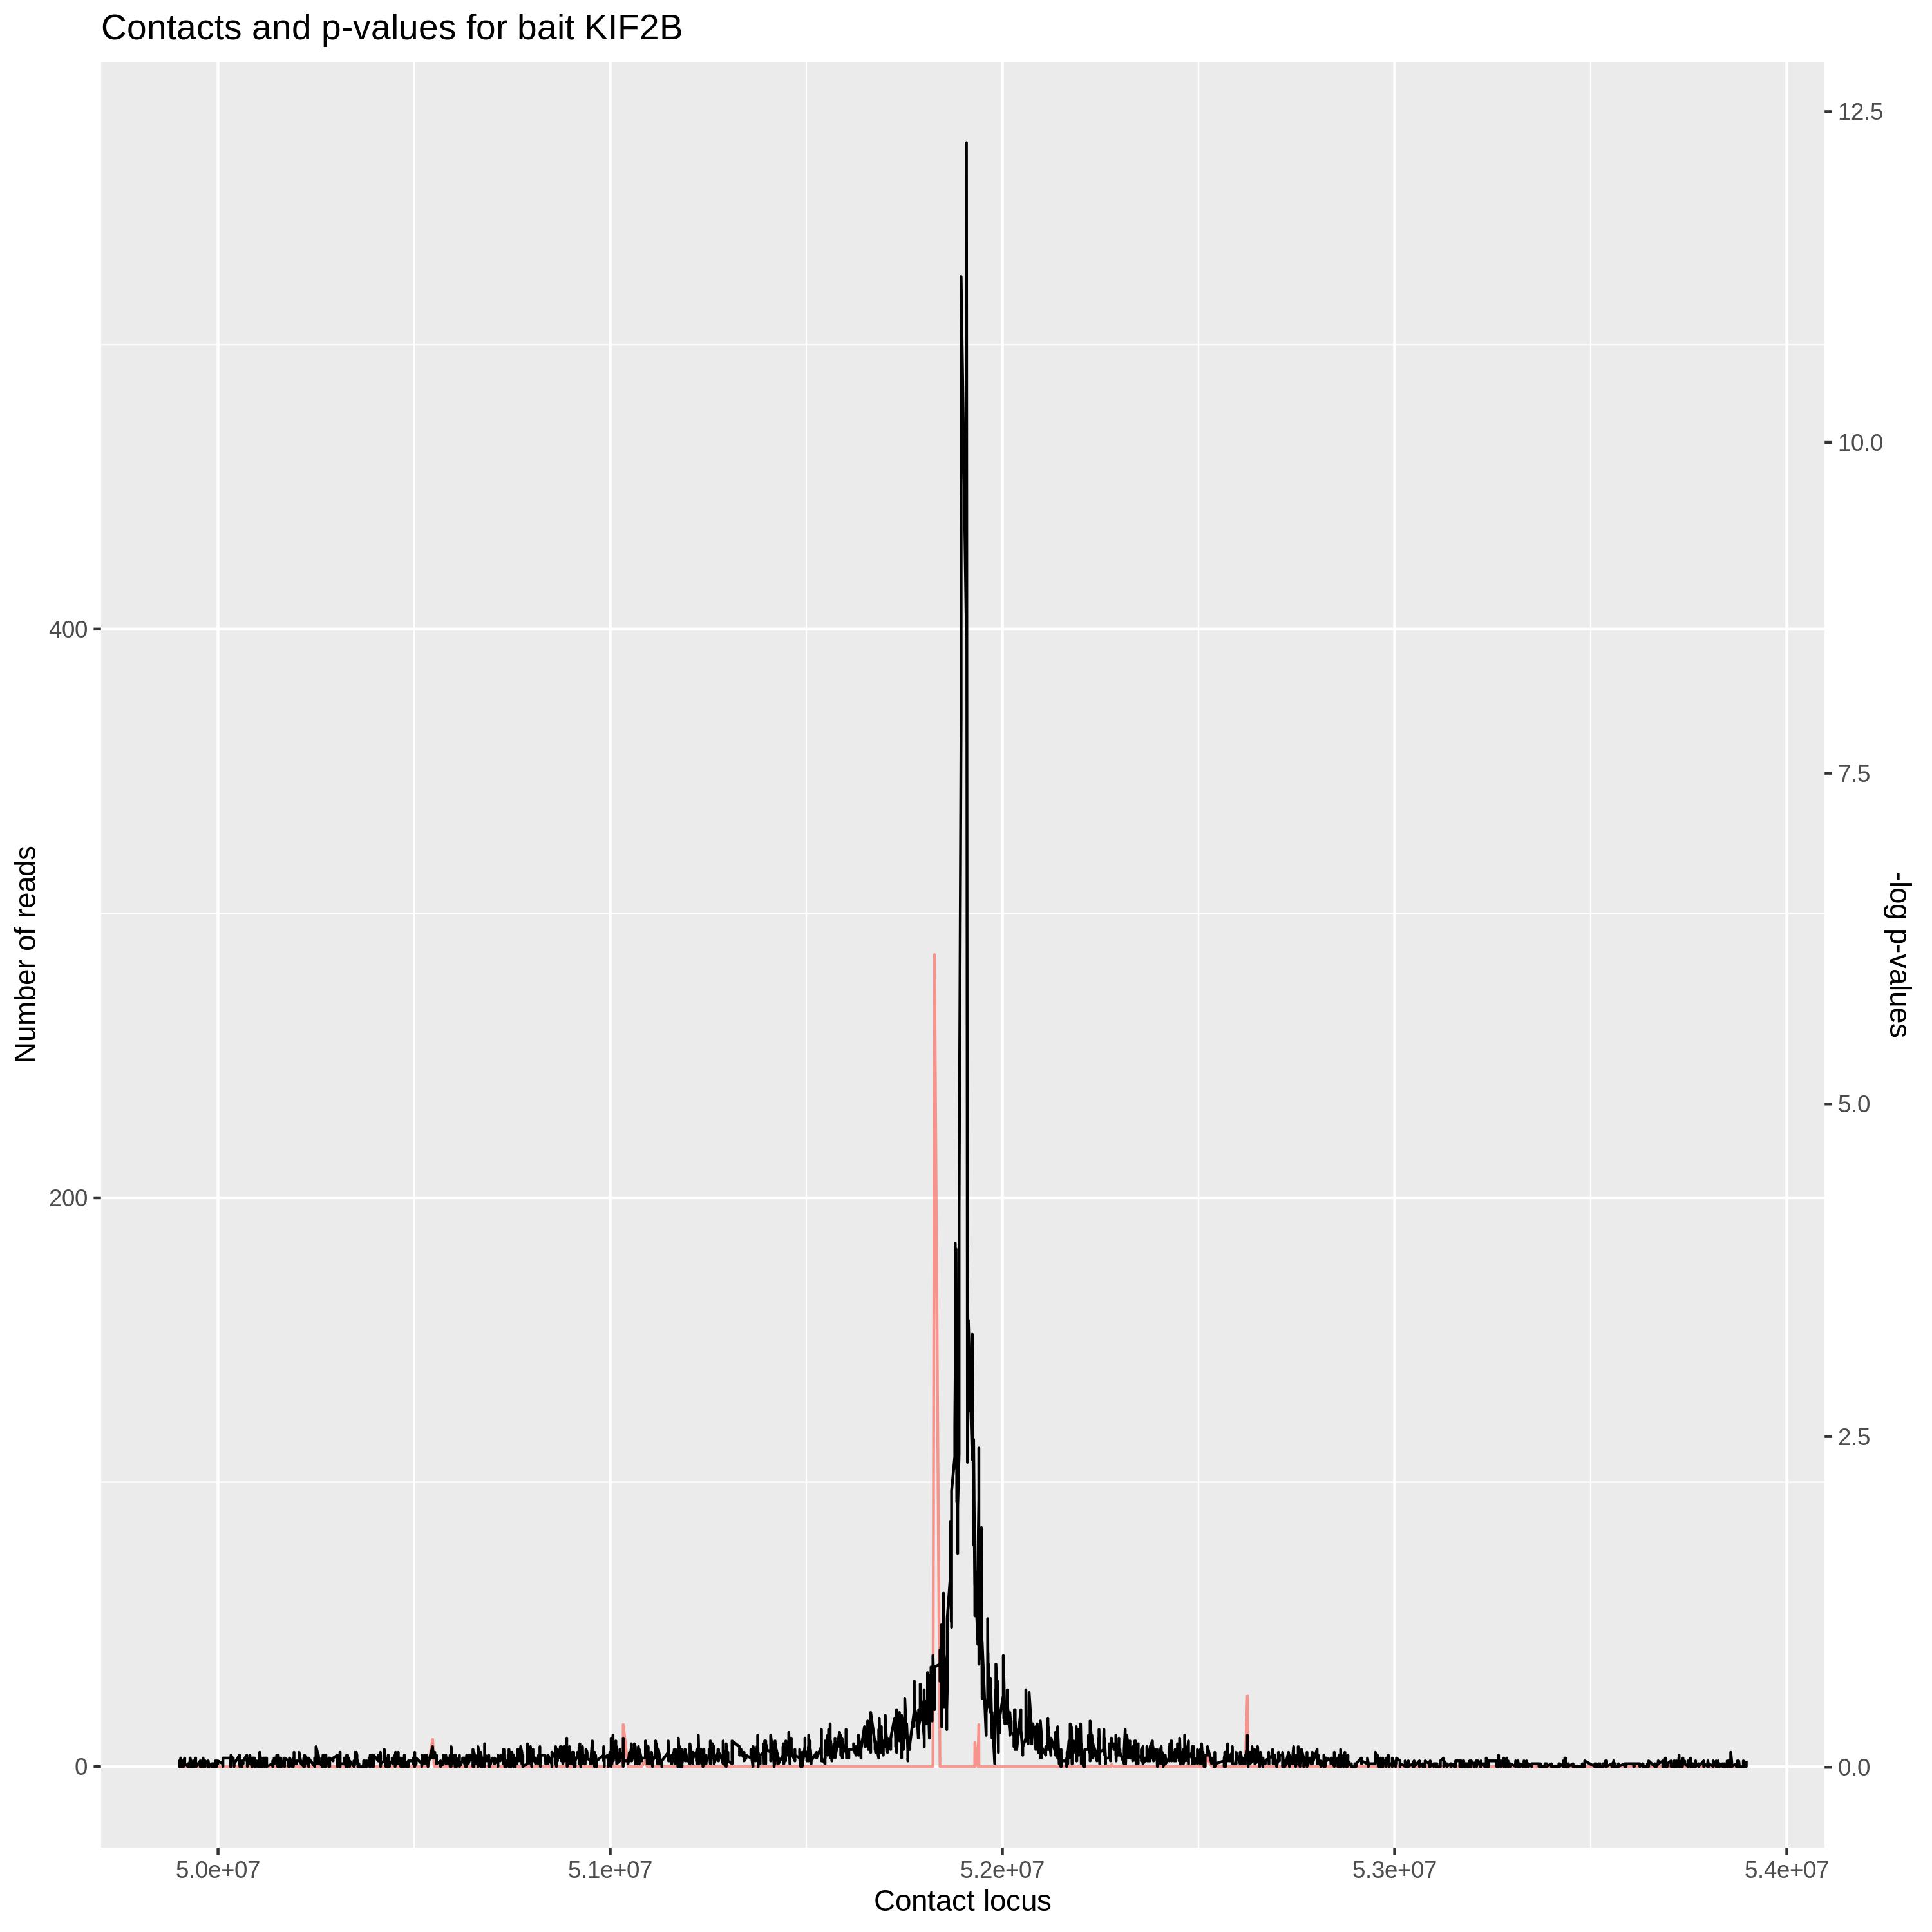 Contacts and p-values for bait KIF2B
12.5
10.0
400
7.5
Number of reads
-log p-values
5.0
200
2.5
0
0.0
5.0e+07 5.1e+07 5.2e+07 5.3e+07 5.4e+07
Contact locus